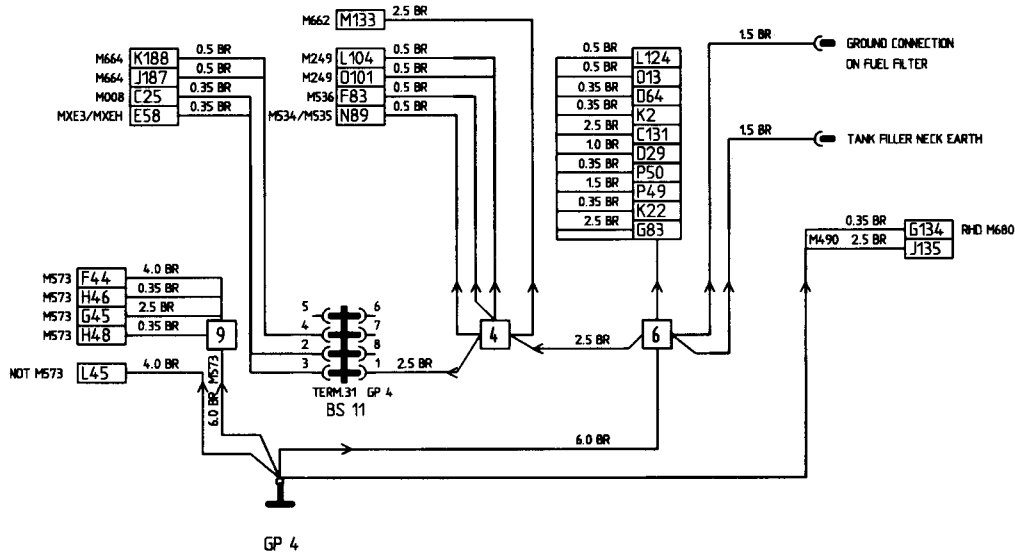 M662 M133 2.5 BR
M664 K188 0.5 BR
M664 J187 0.5 BR
M008 C25 0.35 BR
MXE3/MXEH E58 0.35 BR
M249 L104 0.5 BR
M249 D101 0.5 BR
M536 F83 0.5 BR
M534/M535 N89 0.5 BR
0.5 BR L124
0.5 BR D13
0.35 BR D64
0.35 BR K2
2.5 BR C131
1.0 BR D29
0.35 BR P50
1.5 BR P49
0.35 BR K22
2.5 BR G83
1.5 BR GROUND CONNECTION
ON FUEL FILTER
1.5 BR TANK FILLER NECK EARTH
0.35 BR G134 RHD M680
M490 2.5 BR J135
M573 F44 4.0 BR
M573 H46 0.35 BR
M573 G45 2.5 BR
M573 H48 0.35 BR
9
NOT M573 L45 4.0 BR
6.0 BR M573
5 6
4 7
2 8
3 1
2.5 BR
TERM.31 GP 4
BS 11
4
2.5 BR
6
6.0 BR
GP 4